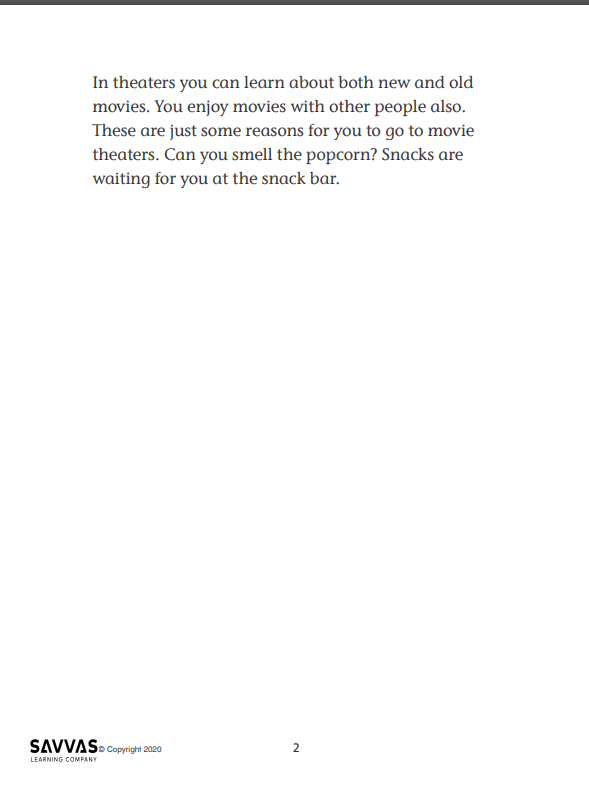 In theaters you can learn about both new and old
movies. You enjoy movies with other people also.
These are just some reasons for you to go to movie
theaters. Can you smell the popcorn? Snacks are
waiting for you at the snack bar.
SAVVAS © Copyright 2020
LEARNING COMPANY
2